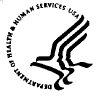 DEPARTMENT OF HEALTH & HUMAN SERVICES USA